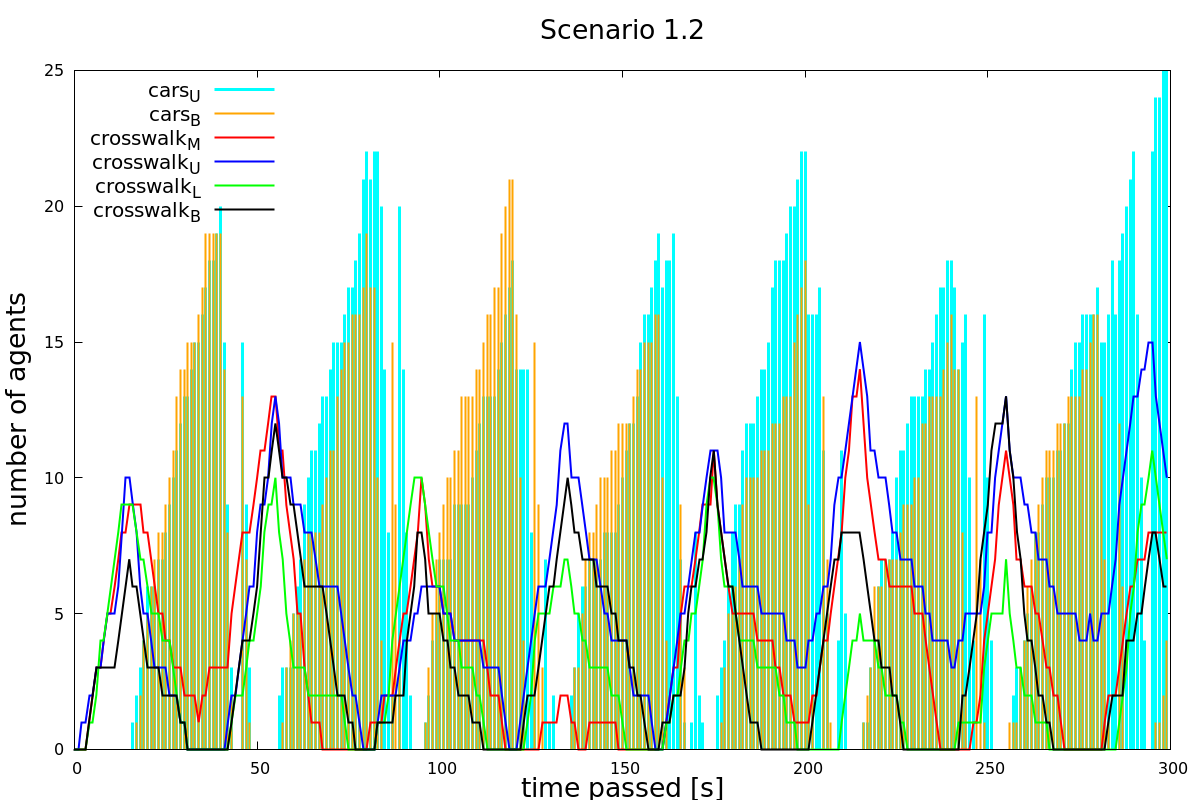 Scenario 1.2
25
20
15
10
5
0
number of agents
cars_U
cars_B
crosswalk_M
crosswalk_U
crosswalk_L
crosswalk_B
0 50 100 150 200 250 300
time passed [s]